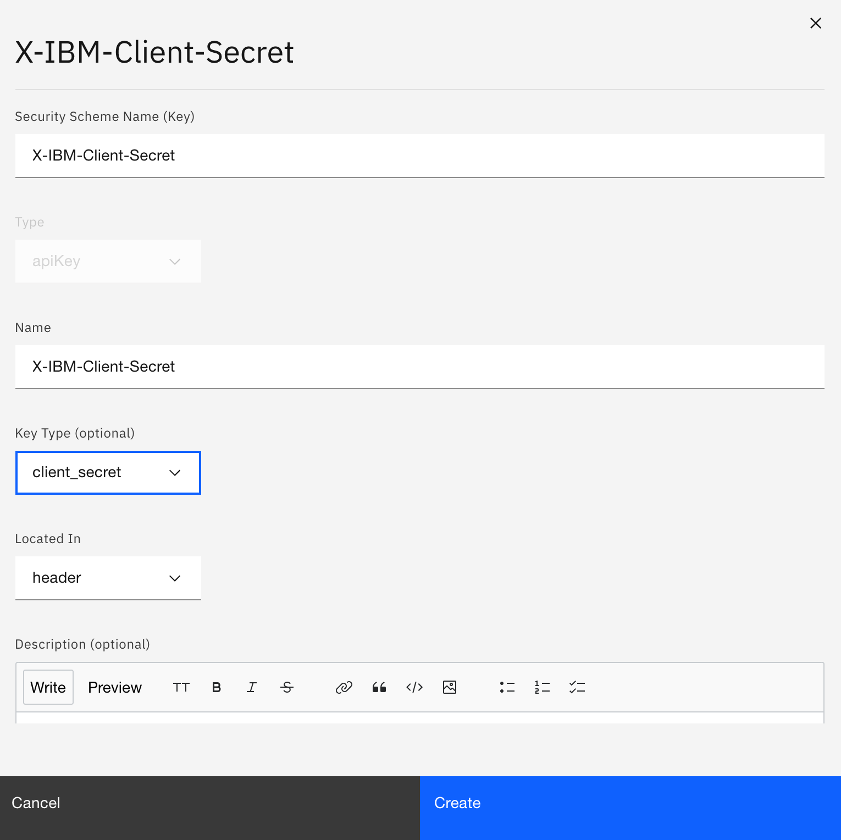 X-IBM-Client-Secret
Security Scheme Name (Key)
X-IBM-Client-Secret
Type
apiKey
Name
X-IBM-Client-Secret
Key Type (optional)
client_secret
Located In
header
Description (optional)
Write Preview TT B I S
Cancel Create